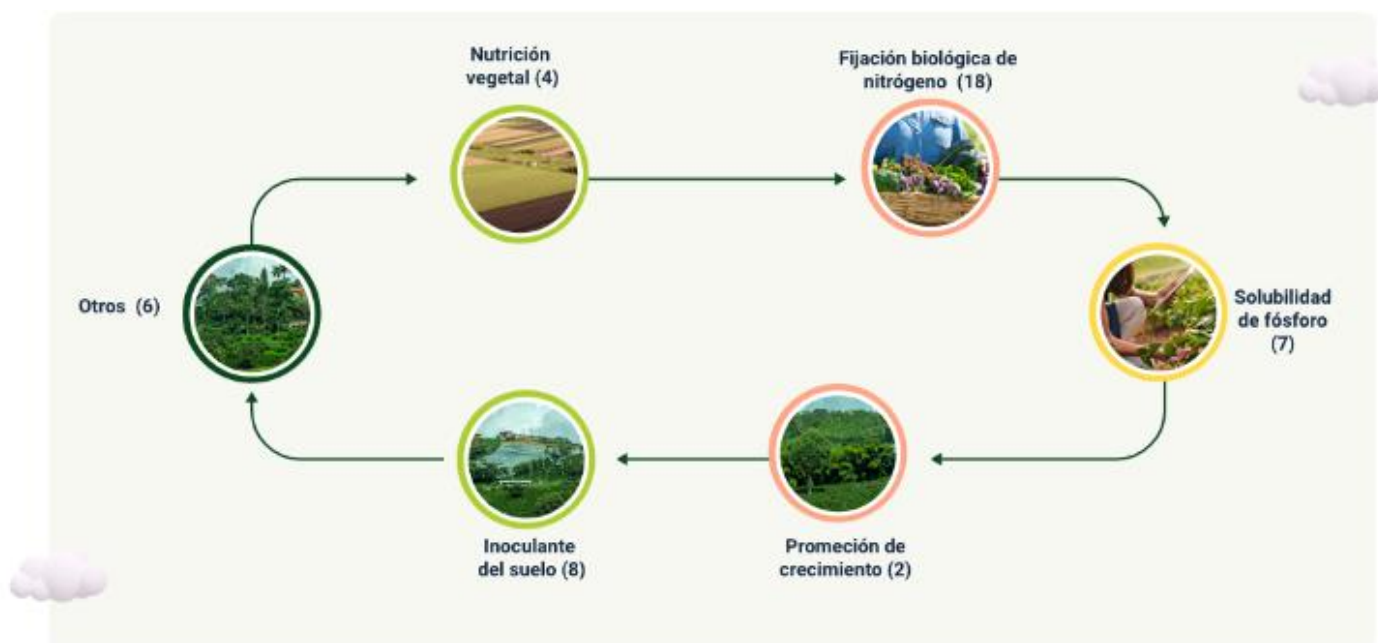 Nutrición
vegetal (4)
Fijación biológica de
nitrógeno (18)
Solubilidad
de fósforo
(7)
Promeción de
crecimiento (2)
Inoculante
del suelo (8)
Otros (6)